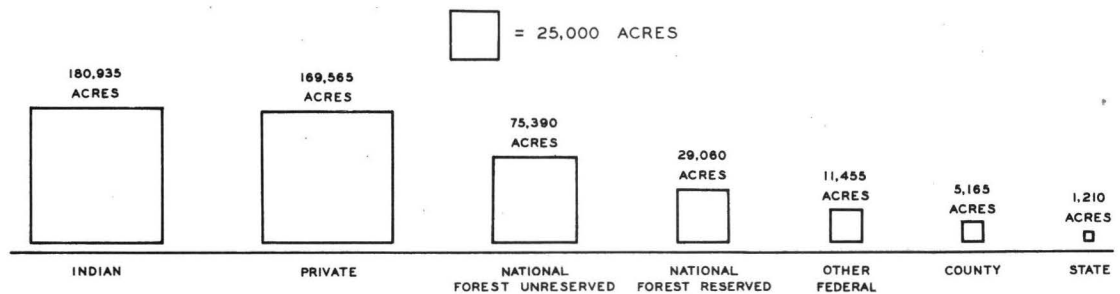 = 25,000 ACRES
180,935
ACRES
169,565
ACRES
75,390
ACRES
29,060
ACRES
11,455
ACRES
5,165
ACRES
1,210
ACRES
INDIAN
PRIVATE
NATIONAL
FOREST UNRESERVED
NATIONAL
FOREST RESERVED
OTHER
FEDERAL
COUNTY
STATE